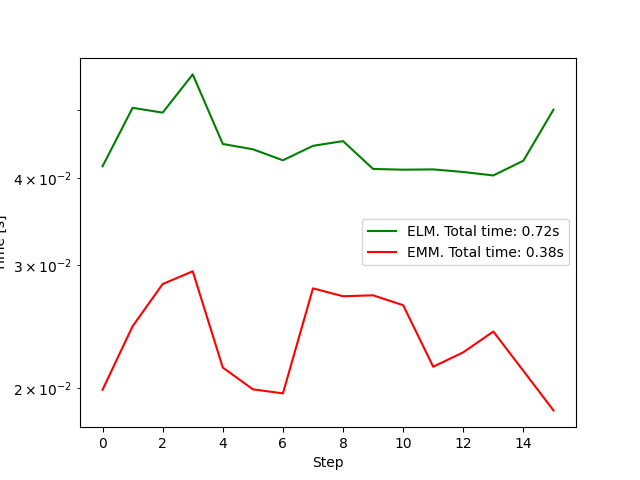 4 × 10⁻²
3 × 10⁻²
2 × 10⁻²
Time [s]
ELM. Total time: 0.72s
EMM. Total time: 0.38s
0 2 4 6 8 10 12 14
Step